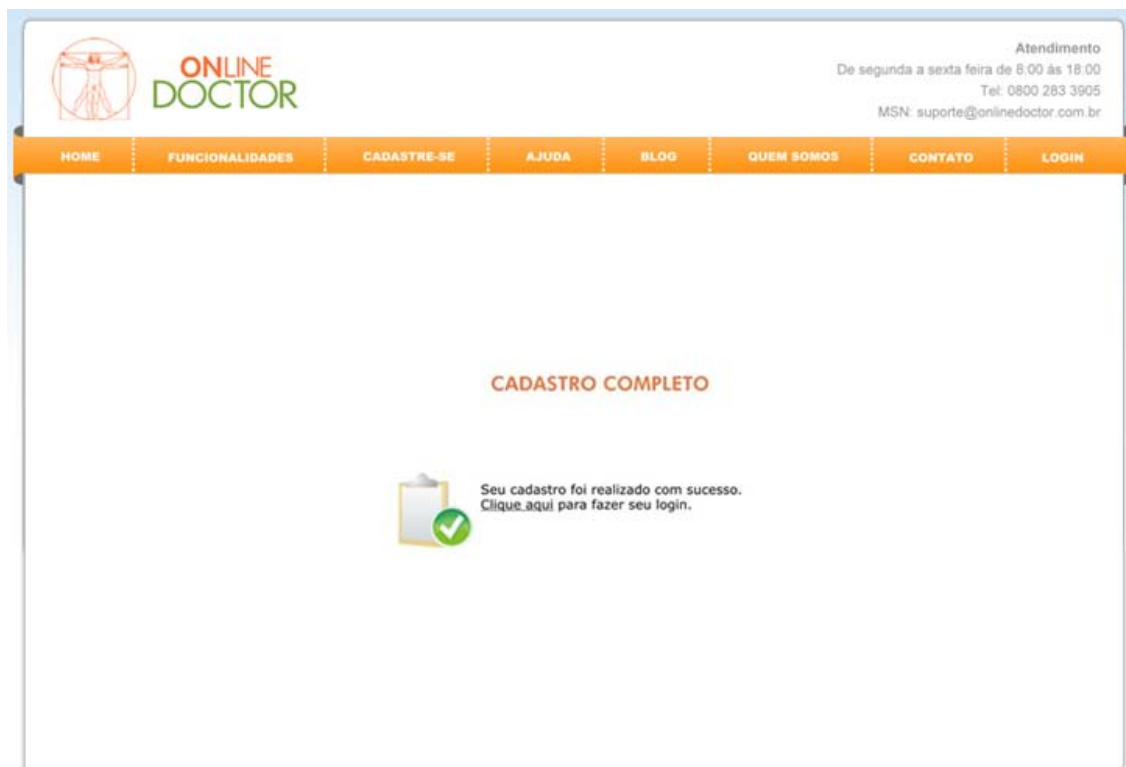 ONLINE
DOCTOR
Atendimento
De segunda a sexta feira de 8:00 às 18:00
Tel: 0800 283 3905
MSN: suporte@onlinedoctor.com.br
HOME FUNCIONALIDADES CADASTRE-SE AJUDA BLOG QUEM SOMOS CONTATO LOGIN
CADASTRO COMPLETO
Seu cadastro foi realizado com sucesso.
Clique aqui para fazer seu login.